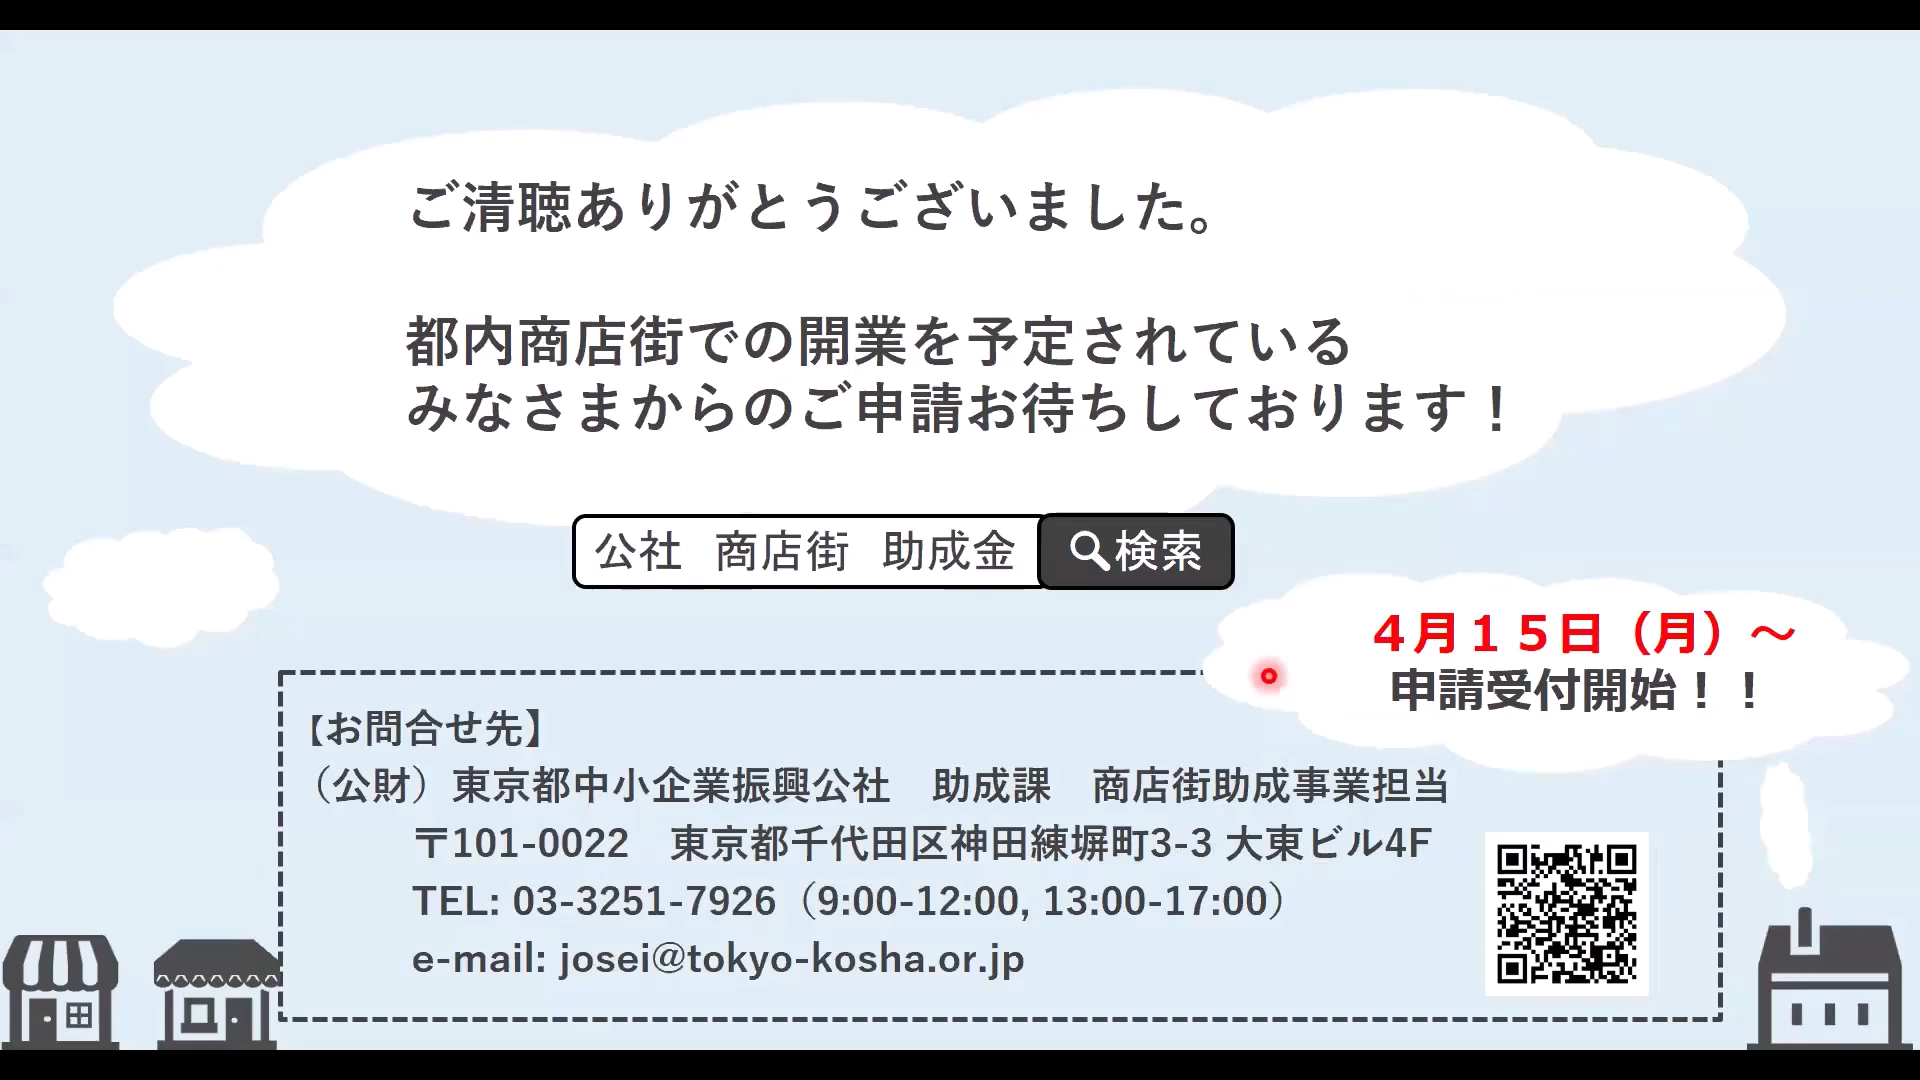 ご清聴ありがとうございました。
都内商店街での開業を予定されている
みなさまからのご申請お待ちしております！
公社　商店街　助成金
検索
４月１５日（月）～
申請受付開始！！
【お問合せ先】
（公財）東京都中小企業振興公社　助成課　商店街助成事業担当
〒101-0022　東京都千代田区神田練塀町3-3 大東ビル4F
TEL: 03-3251-7926（9:00-12:00, 13:00-17:00）
e-mail: josei@tokyo-kosha.or.jp